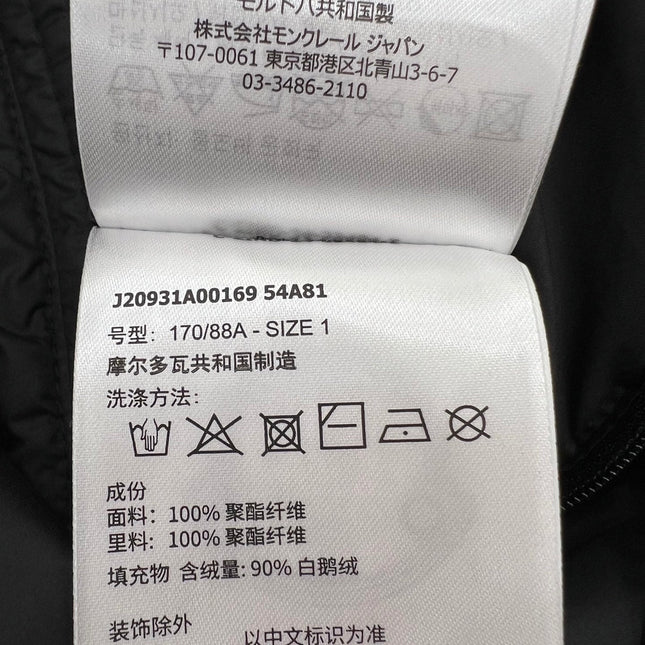 モルドバ共和国製
株式会社モンクレール ジャパン
〒107-0061 東京都港区北青山3-6-7
03-3486-2110
J20931A00169 54A81
号型: 170/88A - SIZE 1
摩尔多瓦共和国制造
洗涤方法:
成份
面料: 100% 聚酯纤维
里料: 100% 聚酯纤维
填充物 含绒量: 90% 白鹅绒
装饰除外
以中文标识为准